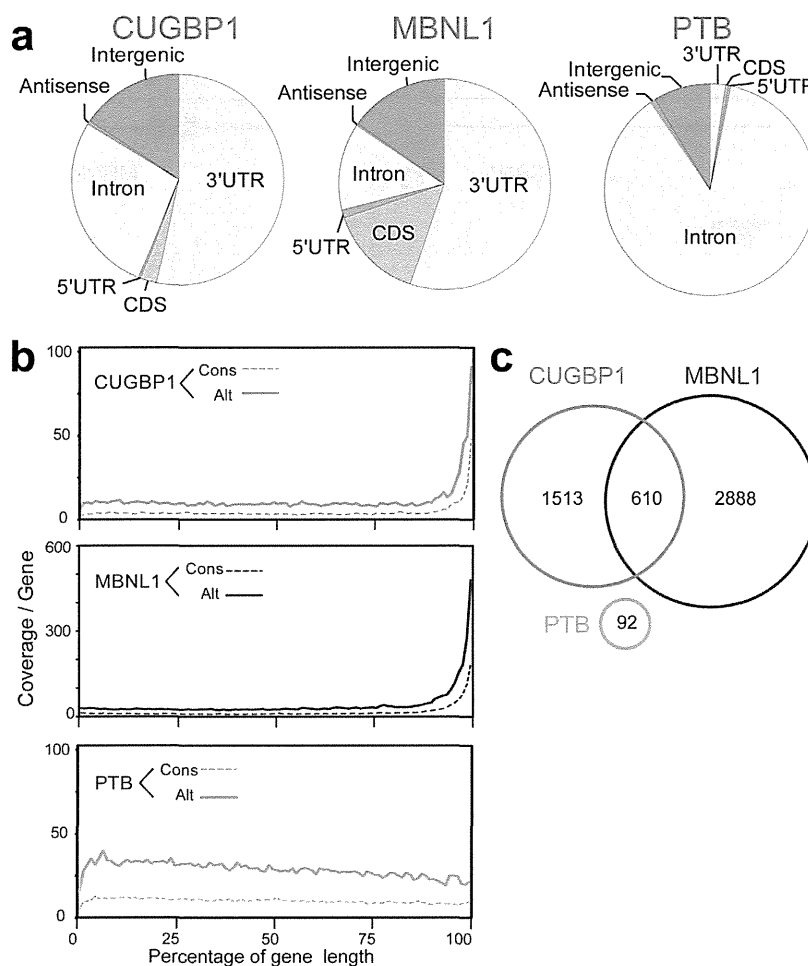 a
CUGBP1
Intergenic
Antisense
Intron
3'UTR
5'UTR
CDS
MBNL1
Intergenic
Antisense
Intron
3'UTR
5'UTR
CDS
PTB
3'UTR
Intergenic
CDS
Antisense
5'UTR
Intron
b
Coverage / Gene
100
50
0
CUGBP1
Cons
Alt
600
300
0
MBNL1
Cons
Alt
100
50
0
PTB
Cons
Alt
0 25 50 75 100
Percentage of gene length
c
CUGBP1 MBNL1
1513 610 2888
PTB 92